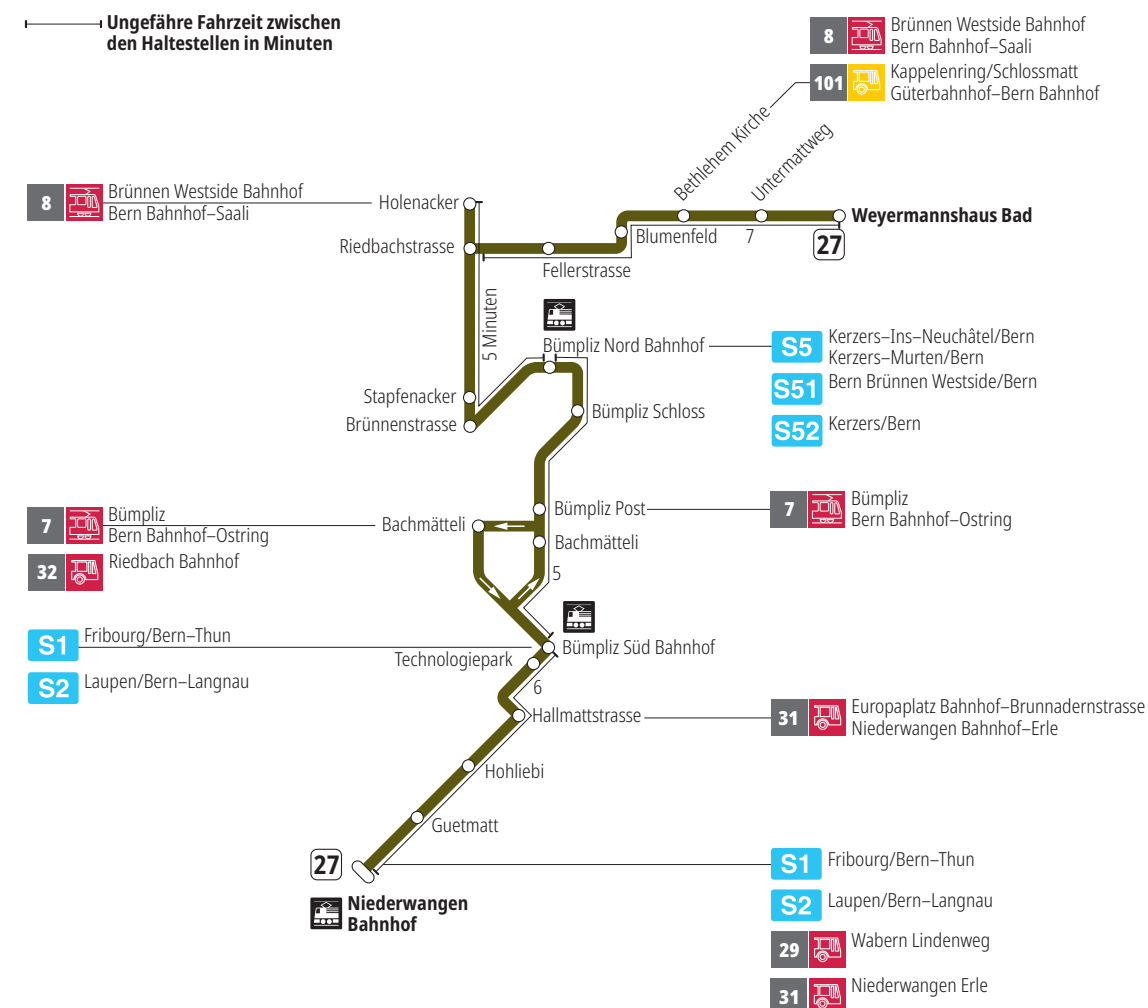 Ungefähre Fahrzeit zwischen
den Haltestellen in Minuten
8
Brünnen Westside Bahnhof
Bern Bahnhof–Saali
101
Kappelenring/Schlossmatt
Güterbahnhof–Bern Bahnhof
Bethlehem Kirche
Untermattweg
8
Brünnen Westside Bahnhof
Bern Bahnhof–Saali
Holenacker
Weyermannshaus Bad
Riedbachstrasse
Blumenfeld
7
27
Fellerstrasse
5 Minuten
Bümpliz Nord Bahnhof
S5
Kerzers–Ins–Neuchâtel/Bern
Kerzers–Murten/Bern
S51
Bern Brünnen Westside/Bern
S52
Kerzers/Bern
Stapfenacker
Bümpliz Schloss
Brünnenstrasse
7
Bümpliz
Bern Bahnhof–Ostring
32
Riedbach Bahnhof
Bachmätteli
Bümpliz Post
7
Bümpliz
Bern Bahnhof–Ostring
Bachmätteli
5
S1
Fribourg/Bern–Thun
S2
Laupen/Bern–Langnau
Bümpliz Süd Bahnhof
Technologiepark
6
Hallmattstrasse
31
Europaplatz Bahnhof–Brunnadernstrasse
Niederwangen Bahnhof–Erle
Hohliebi
Guetmatt
27
Niederwangen
Bahnhof
S1
Fribourg/Bern–Thun
S2
Laupen/Bern–Langnau
29
Wabern Lindenweg
31
Niederwangen Erle